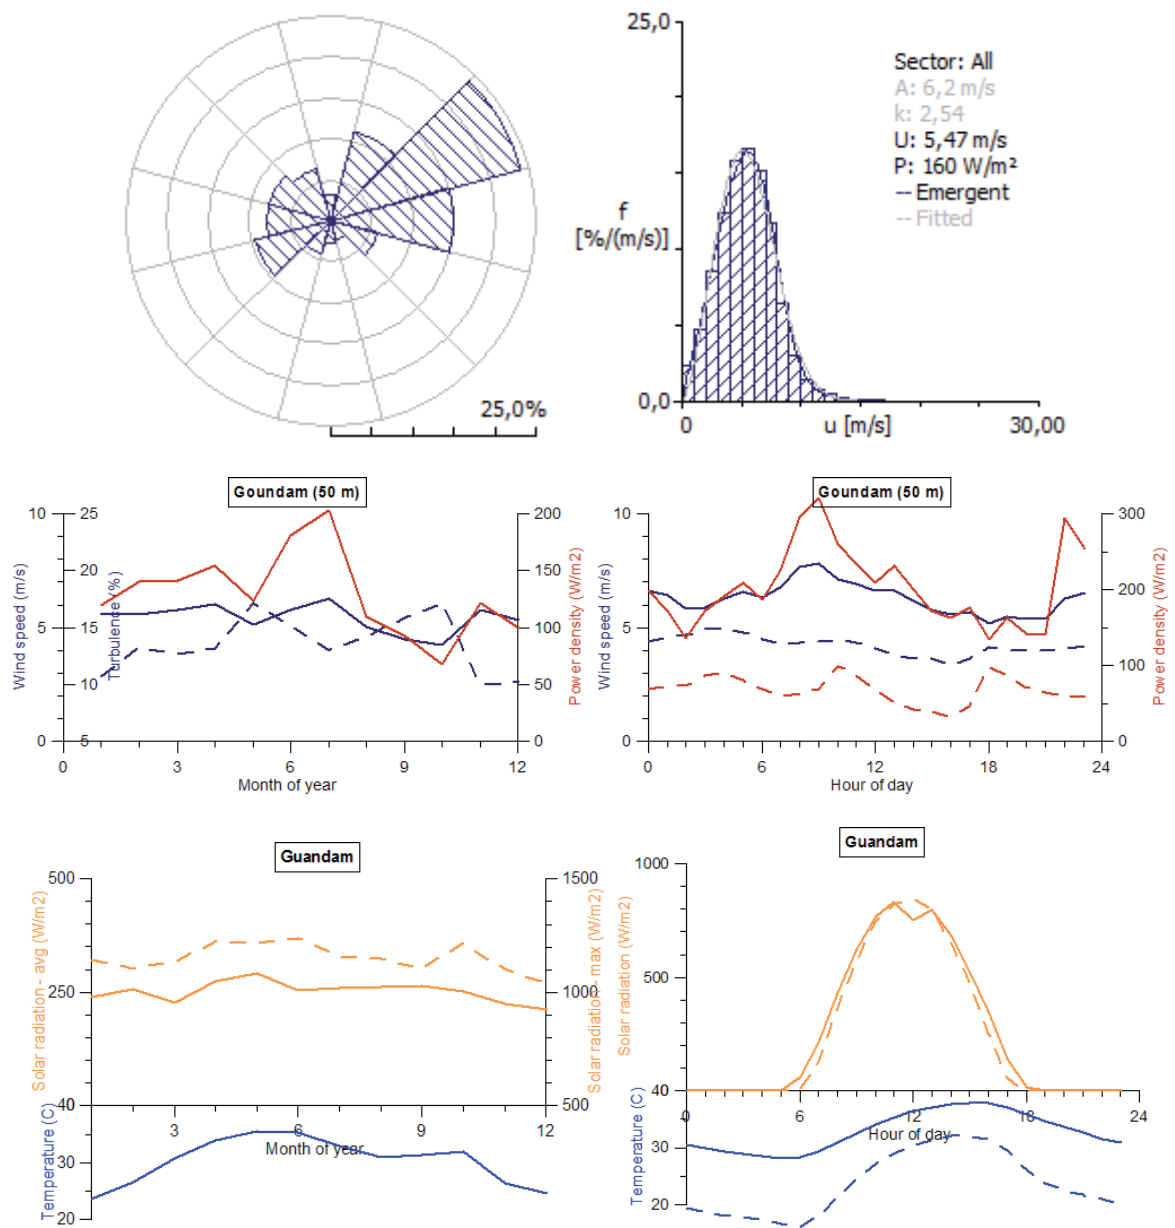 25,0%
25,0
f
[%/(m/s)]
0,0
0
u [m/s]
30,00
Sector: All
A: 6,2 m/s
k: 2,54
U: 5,47 m/s
P: 160 W/m²
-- Emergent
-- Fitted
Goundam (50 m)
Wind speed (m/s)
10
5
0
Turbulence (%)
25
20
15
10
5
Power density (W/m2)
200
150
100
50
0
0 3 6 9 12
Month of year
Goundam (50 m)
Wind speed (m/s)
10
5
0
Power density (W/m2)
300
200
100
0
0 6 12 18 24
Hour of day
Guandam
Solar radiation - avg (W/m2)
500
250
Solar radiation - max (W/m2)
1500
1000
500
Temperature (C)
40
30
20
3 6 9 12
Month of year
Guandam
Solar radiation (W/m2)
1000
500
Temperature (C)
40
30
20
0 6 12 18 24
Hour of day